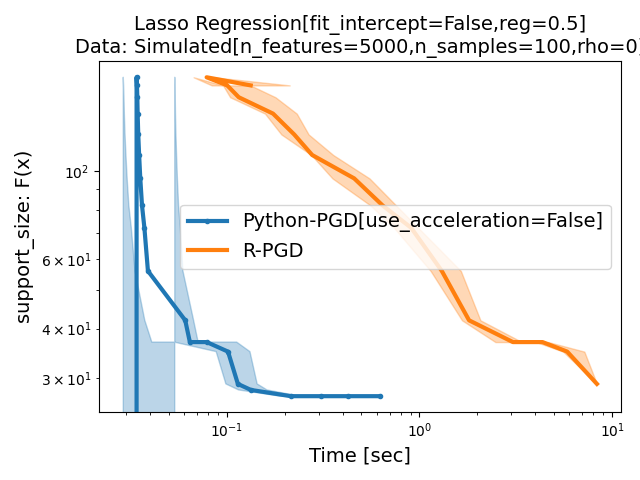 Lasso Regression[fit_intercept=False,reg=0.5]
Data: Simulated[n_features=5000,n_samples=100,rho=0]
support_size: F(x)
10²
6 × 10¹
4 × 10¹
3 × 10¹
Python-PGD[use_acceleration=False]
R-PGD
10⁻¹ 10⁰ 10¹
Time [sec]